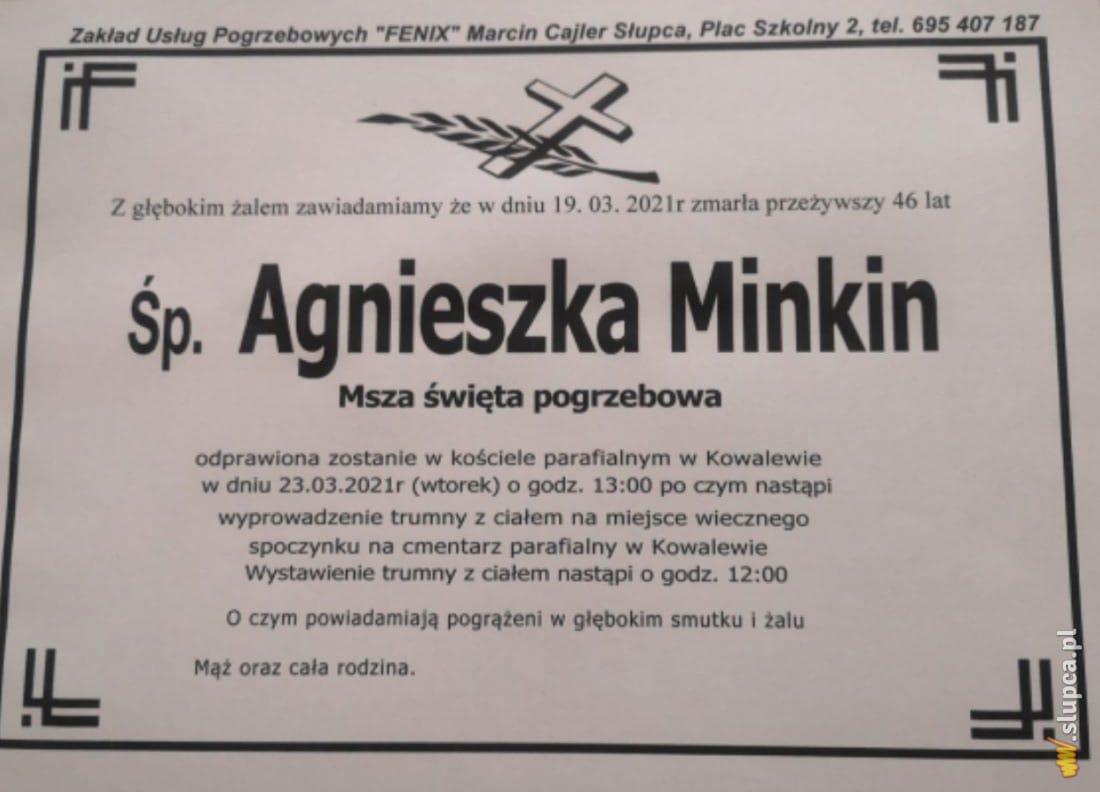 Zakład Usług Pogrzebowych "FENIX" Marcin Cajler Słupca, Plac Szkolny 2, tel. 695 407 187
Z głębokim żalem zawiadamiamy że w dniu 19. 03. 2021r zmarła przeżywszy 46 lat
Śp. Agnieszka Minkin
Msza święta pogrzebowa
odprawiona zostanie w kościele parafialnym w Kowalewie
w dniu 23.03.2021r (wtorek) o godz. 13:00 po czym nastąpi
wyprowadzenie trumny z ciałem na miejsce wiecznego
spoczynku na cmentarz parafialny w Kowalewie
Wystawienie trumny z ciałem nastąpi o godz. 12:00
O czym powiadamiają pogrążeni w głębokim smutku i żalu
Mąż oraz cała rodzina.
www.slupca.pl